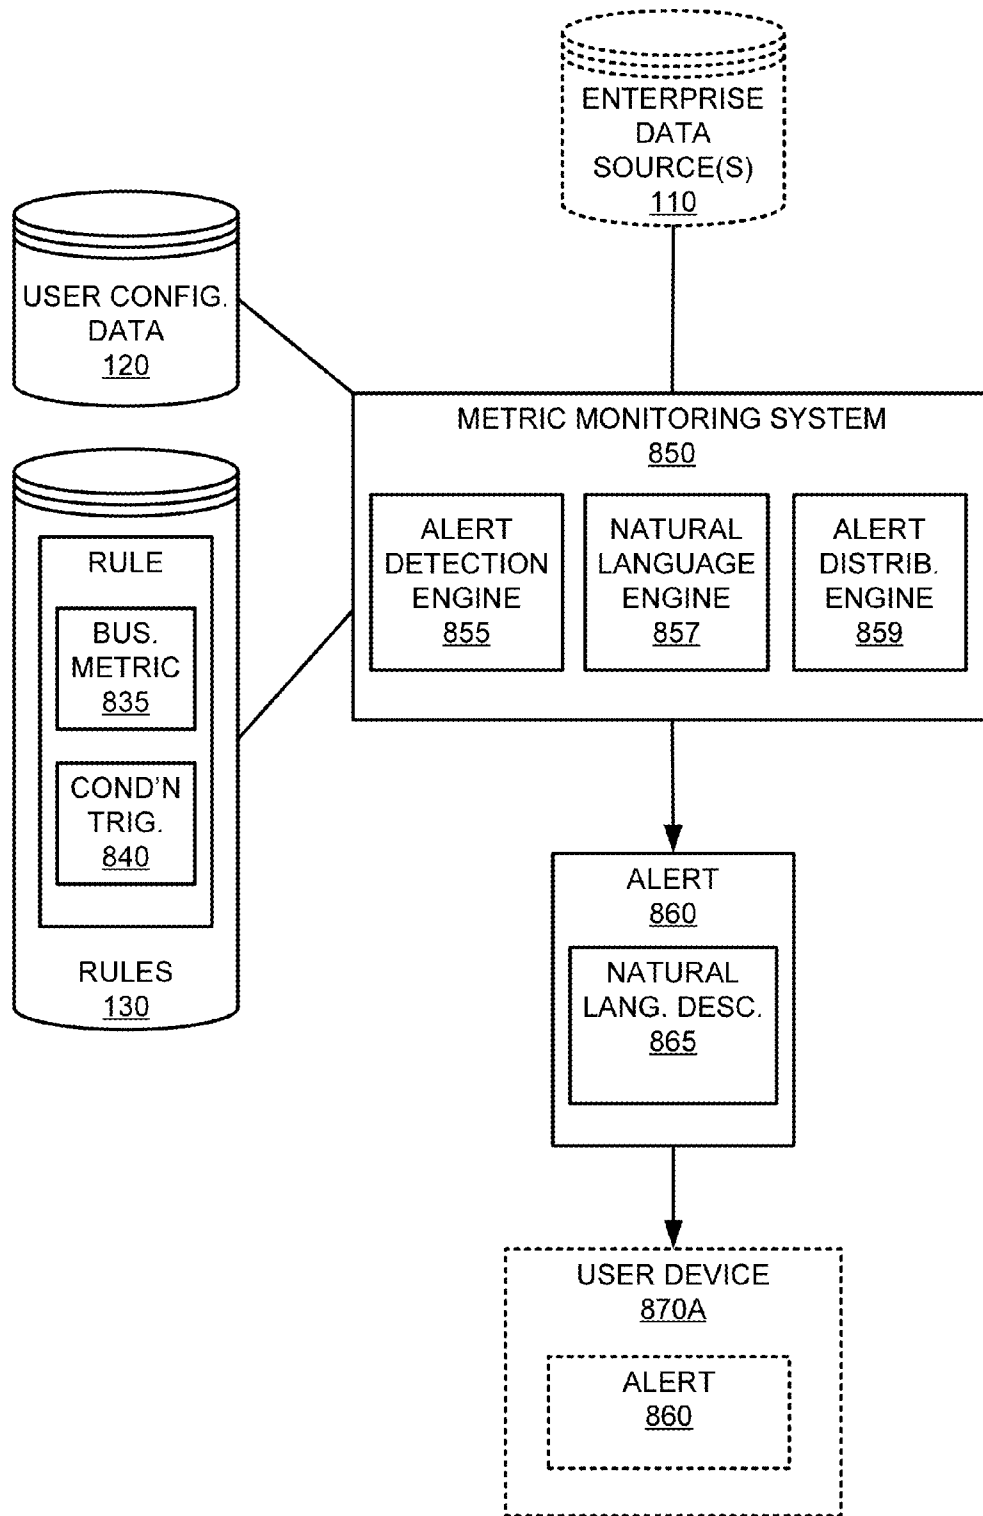 ENTERPRISE
DATA
SOURCE(S)
110
USER CONFIG.
DATA
120
METRIC MONITORING SYSTEM
850
ALERT
DETECTION
ENGINE
855
NATURAL
LANGUAGE
ENGINE
857
ALERT
DISTRIB.
ENGINE
859
RULE
BUS.
METRIC
835
COND'N
TRIG.
840
RULES
130
ALERT
860
NATURAL
LANG. DESC.
865
USER DEVICE
870A
ALERT
860